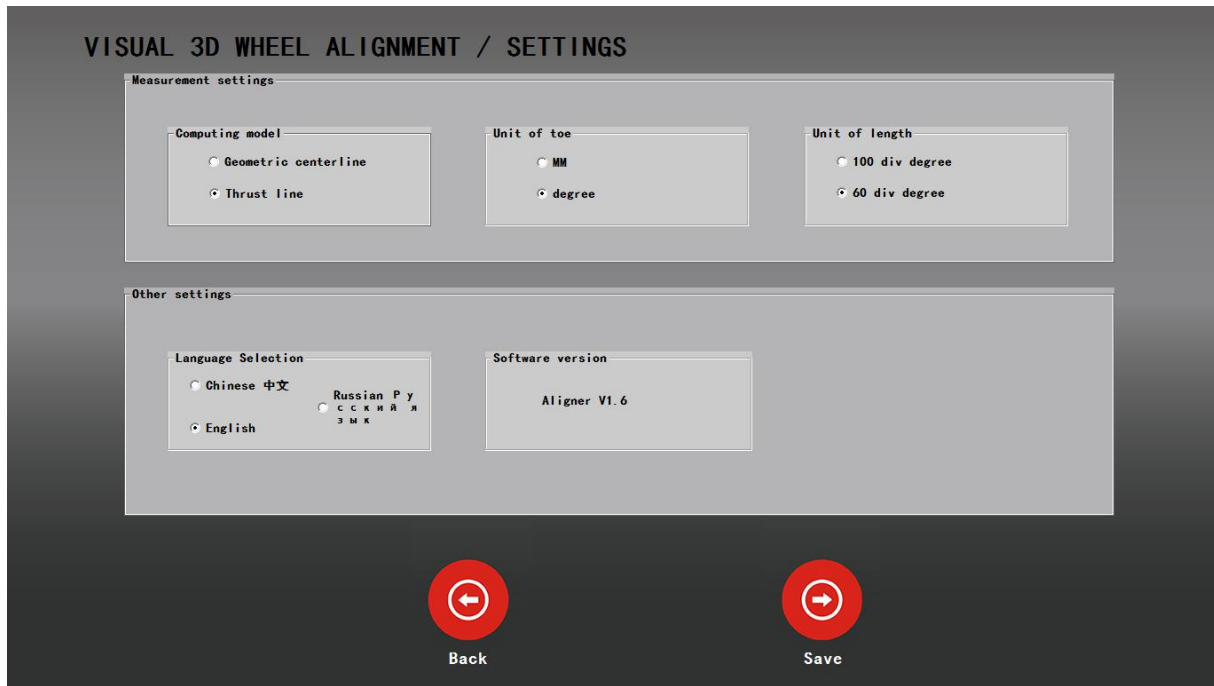 VISUAL 3D WHEEL ALIGNMENT / SETTINGS
Measurement settings
Computing model
Geometric centerline
Thrust line
Unit of toe
MM
degree
Unit of length
100 div degree
60 div degree
Other settings
Language Selection
Chinese 中文
English
Russian Р у
с с к и й я
з ы к
Software version
Aligner V1.6
Back
Save